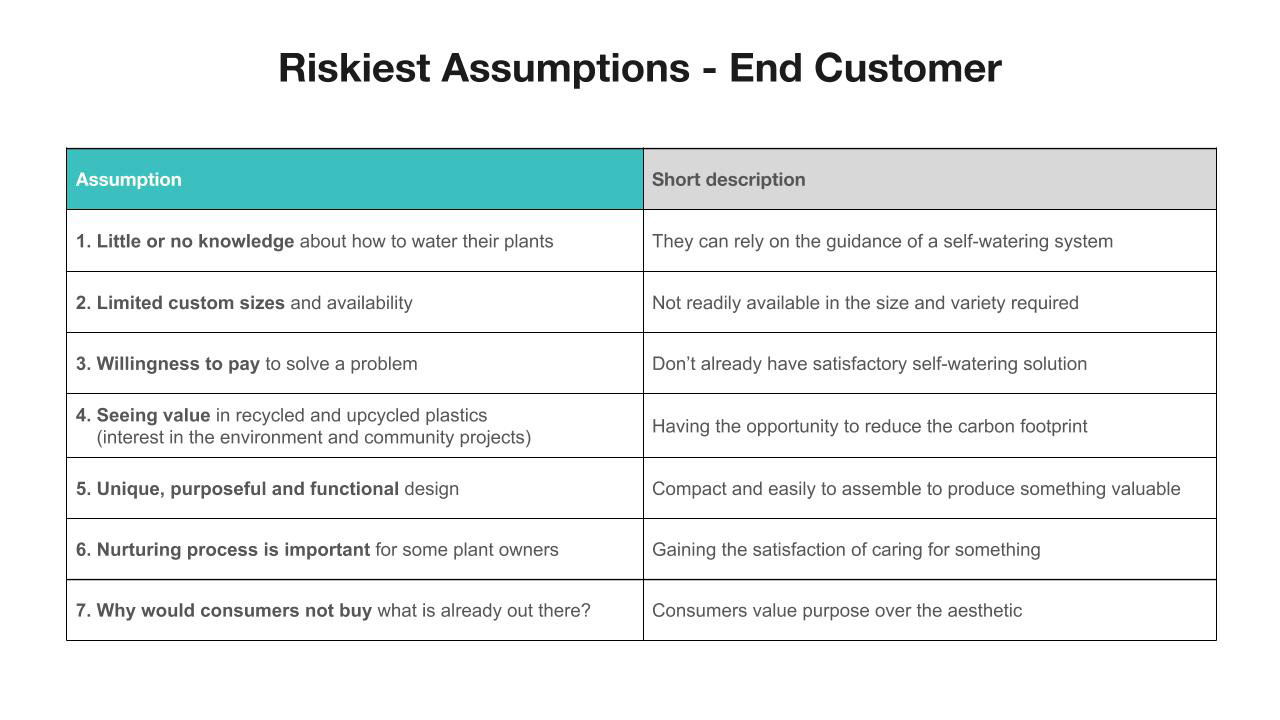 Riskiest Assumptions - End Customer
Assumption
Short description
1. Little or no knowledge about how to water their plants
They can rely on the guidance of a self-watering system
2. Limited custom sizes and availability
Not readily available in the size and variety required
3. Willingness to pay to solve a problem
Don’t already have satisfactory self-watering solution
4. Seeing value in recycled and upcycled plastics
(interest in the environment and community projects)
Having the opportunity to reduce the carbon footprint
5. Unique, purposeful and functional design
Compact and easily to assemble to produce something valuable
6. Nurturing process is important for some plant owners
Gaining the satisfaction of caring for something
7. Why would consumers not buy what is already out there?
Consumers value purpose over the aesthetic